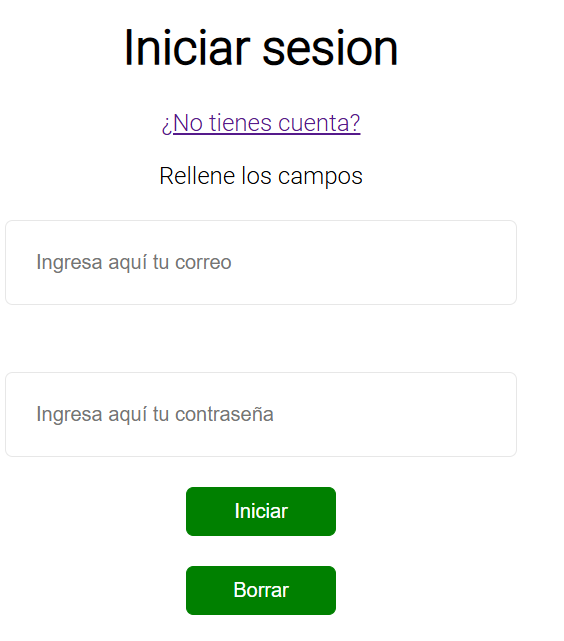 Iniciar sesion
¿No tienes cuenta?
Rellene los campos
Ingresa aquí tu correo
Ingresa aquí tu contraseña
Iniciar
Borrar